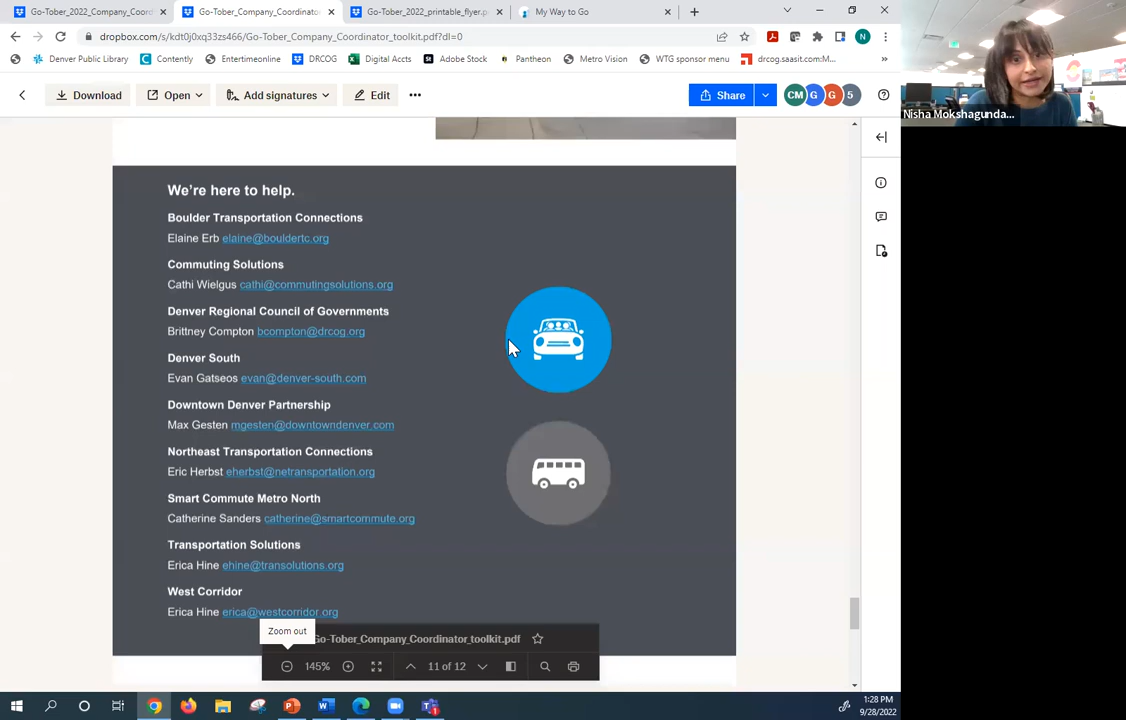 Go-Tober_2022_Company_Coord
Go-Tober_Company_Coordinator
Go-Tober_2022_printable_flyer.p
My Way to Go
dropbox.com/s/kdt0j0xq33zs466/Go-Tober_Company_Coordinator_toolkit.pdf?dl=0
N
Denver Public Library
Contently
Entertimeonline
DRCOG
Digital Accts
St Adobe Stock
Pantheon
Metro Vision
WTG sponsor menu
drcog.saasit.com:M...
Download
Open
Add signatures
Edit
Share
CM
G
G
5
Nisha Mokshagunda...
We're here to help.
Boulder Transportation Connections
Elaine Erb elaine@bouldertc.org
Commuting Solutions
Cathi Wielgus cathi@commutingsolutions.org
Denver Regional Council of Governments
Brittney Compton bcompton@drcog.org
Denver South
Evan Gatseos evan@denver-south.com
Downtown Denver Partnership
Max Gesten mgesten@downtowndenver.com
Northeast Transportation Connections
Eric Herbst eherbst@netransportation.org
Smart Commute Metro North
Catherine Sanders catherine@smartcommute.org
Transportation Solutions
Erica Hine ehine@transolutions.org
West Corridor
Erica Hine erica@westcorridor.org
Zoom out
Go-Tober_Company_Coordinator_toolkit.pdf
145%
11 of 12
1:28 PM
9/28/2022